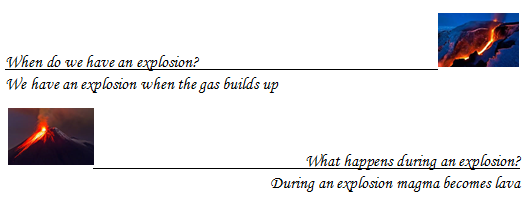 When do we have an explosion?
We have an explosion when the gas builds up
What happens during an explosion?
During an explosion magma becomes lava